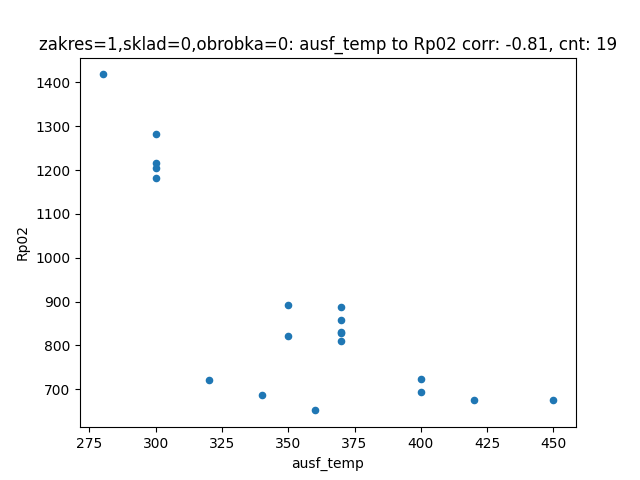 zakres=1,sklad=0,obrobka=0: ausf_temp to Rp02 corr: -0.81, cnt: 19
1400
1300
1200
1100
1000
900
800
700
Rp02
275 300 325 350 375 400 425 450
ausf_temp